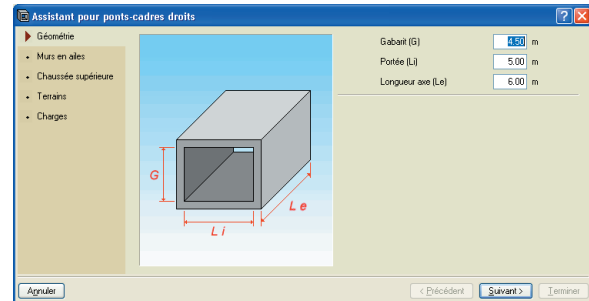 Assistant pour ponts-cadres droits
Géométrie
Murs en ailes
Chaussée supérieure
Terrains
Charges
G
L i
L e
Gabarit (G) 4.50 m
Portée (Li) 5.00 m
Longueur axe (Le) 6.00 m
Annuler
< Précédent
Suivant >
Terminer